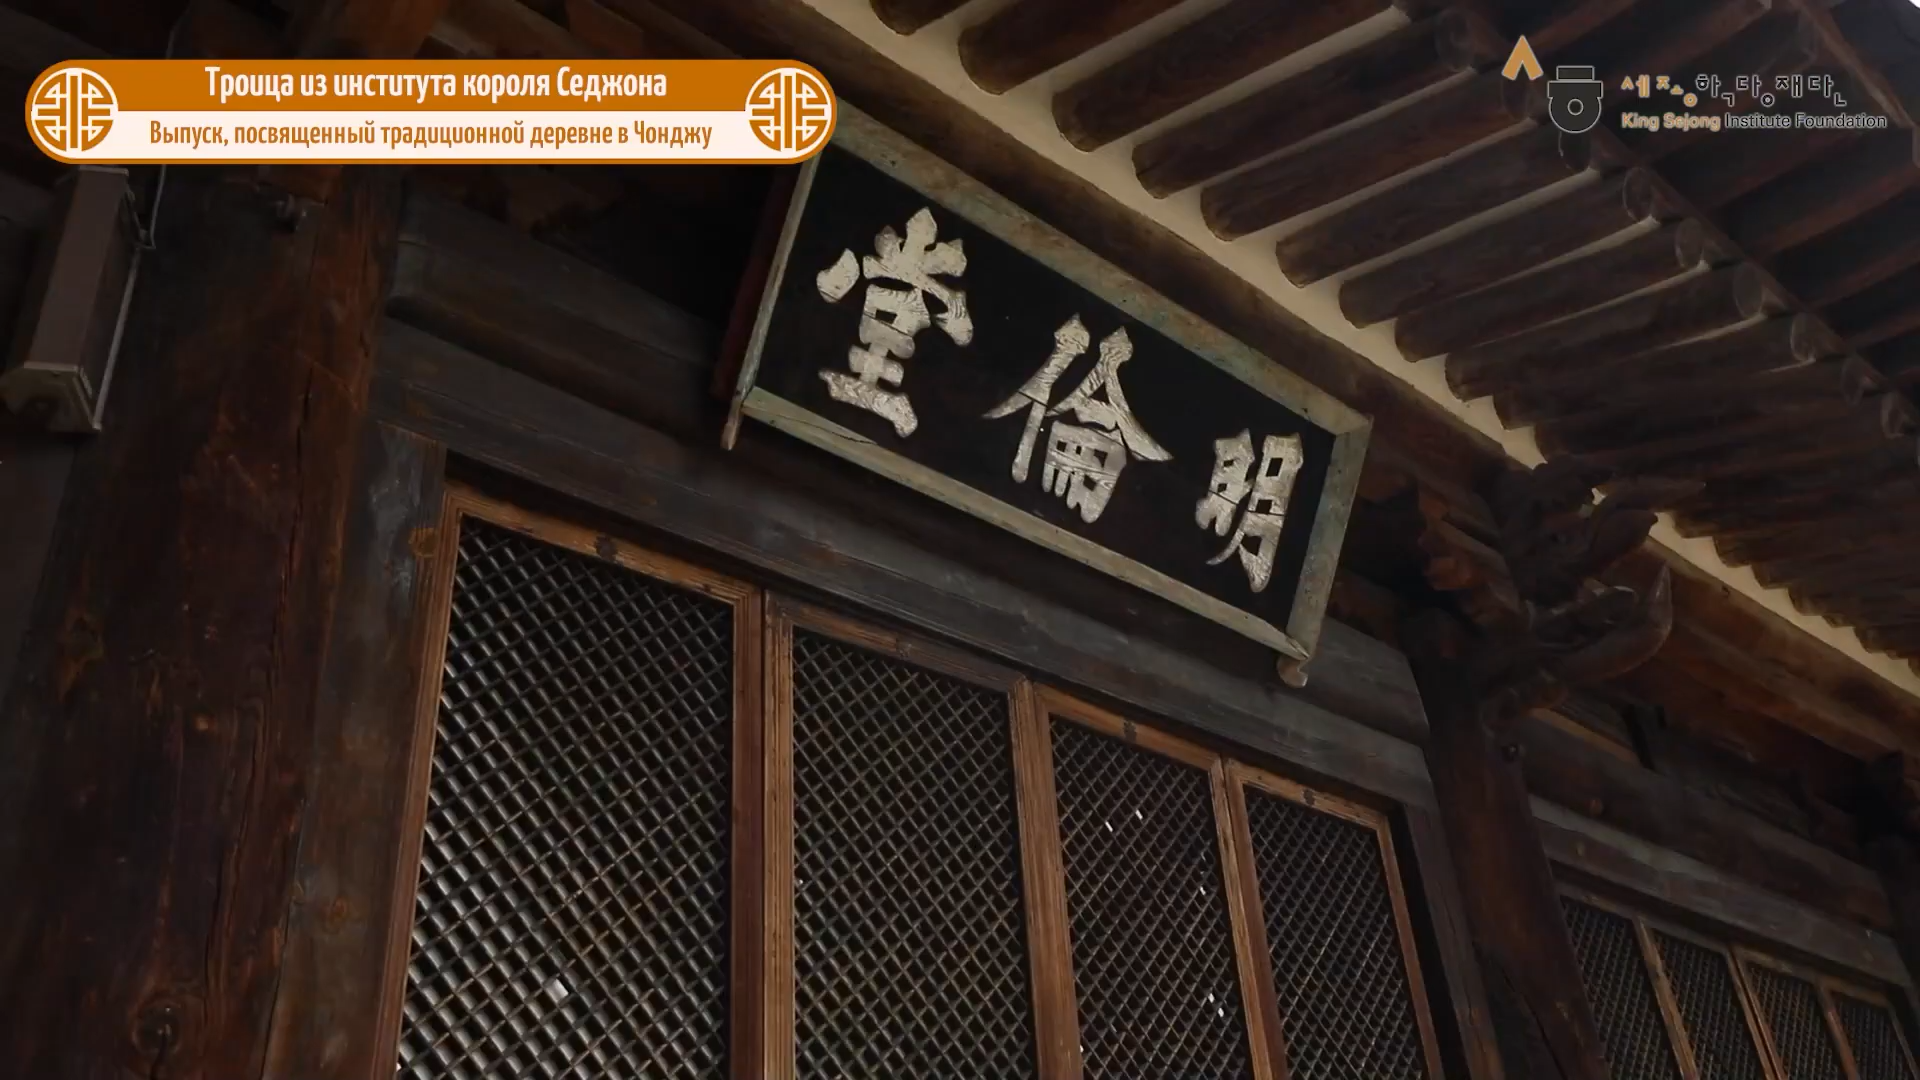 Троица из института короля Седжона
Выпуск, посвященный традиционной деревне в Чонджу
세종학당재단
King Sejong Institute Foundation
明倫堂